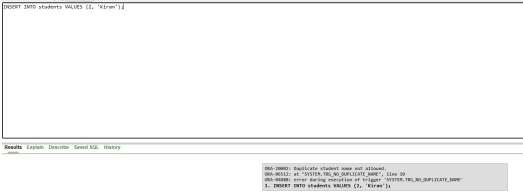 INSERT INTO students VALUES (2, 'Kiran');
Results Explain Describe Saved SQL History
ORA-20002: Duplicate student name not allowed.
ORA-06512: at "SYSTEM.TRG_NO_DUPLICATE_NAME", line 10
ORA-04088: error during execution of trigger 'SYSTEM.TRG_NO_DUPLICATE_NAME'
1. INSERT INTO students VALUES (2, 'Kiran');